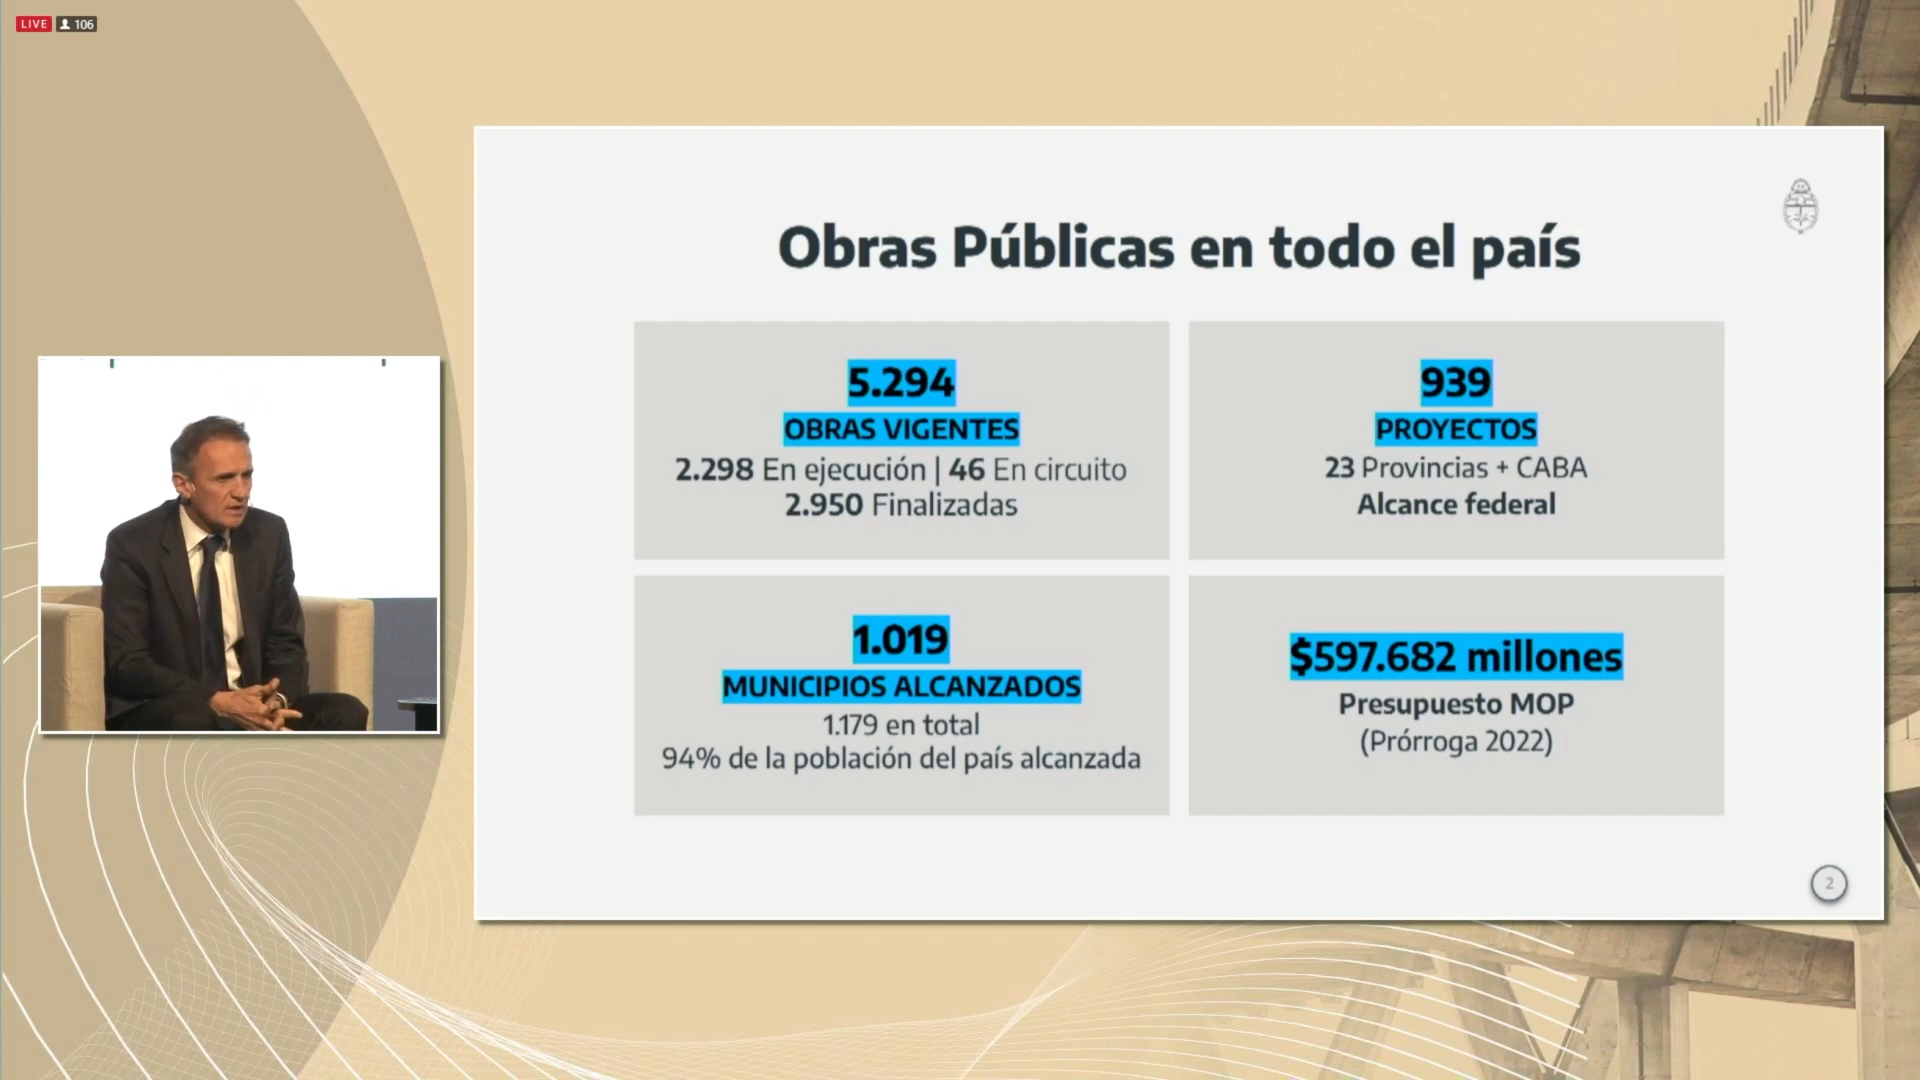 LIVE 106
Obras Públicas en todo el país
5.294
OBRAS VIGENTES
2.298 En ejecución | 46 En circuito
2.950 Finalizadas
939
PROYECTOS
23 Provincias + CABA
Alcance federal
1.019
MUNICIPIOS ALCANZADOS
1.179 en total
94% de la población del país alcanzada
$597.682 millones
Presupuesto MOP
(Prórroga 2022)
2